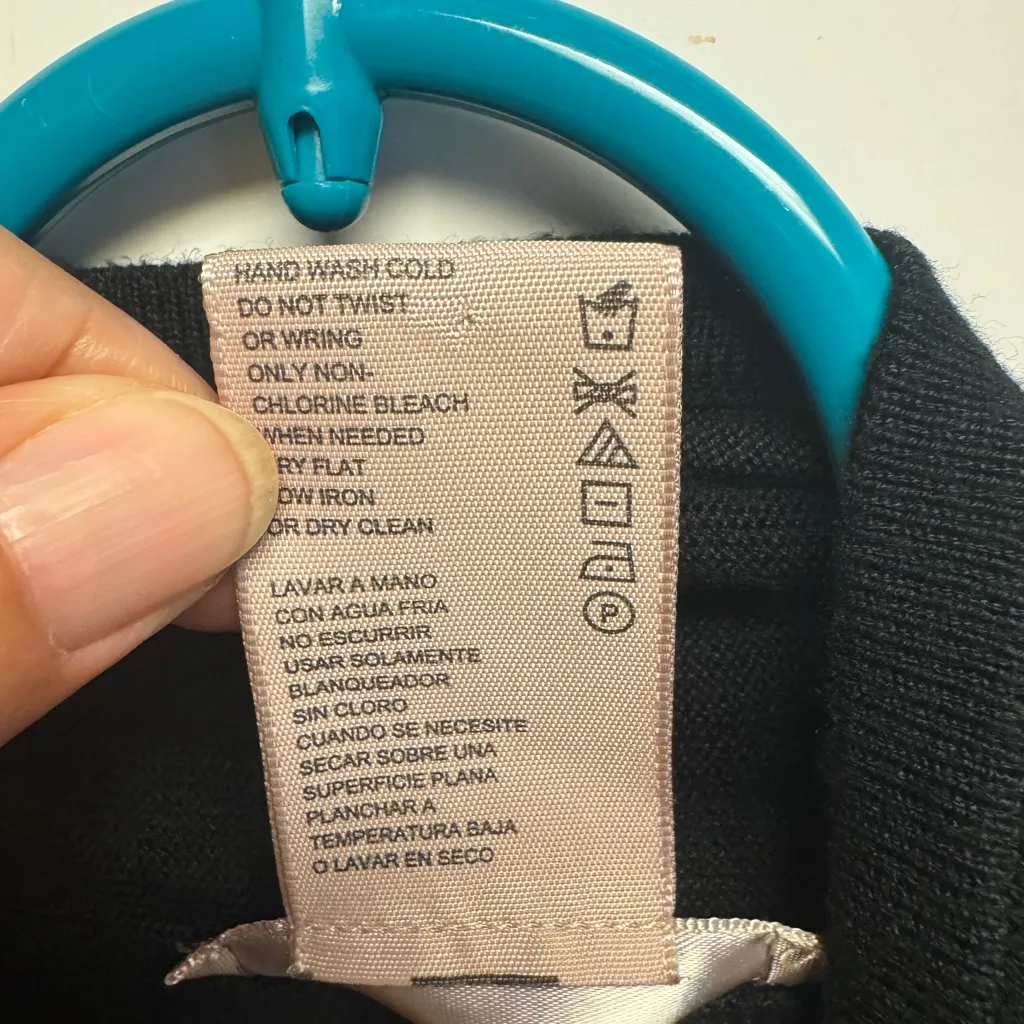 HAND WASH COLD
DO NOT TWIST
OR WRING
ONLY NON-
CHLORINE BLEACH
WHEN NEEDED
RY FLAT
OW IRON
OR DRY CLEAN
LAVAR A MANO
CON AGUA FRIA
NO ESCURRIR
USAR SOLAMENTE
BLANQUEADOR
SIN CLORO
CUANDO SE NECESITE
SECAR SOBRE UNA
SUPERFICIE PLANA
PLANCHAR A
TEMPERATURA BAJA
O LAVAR EN SECO
P